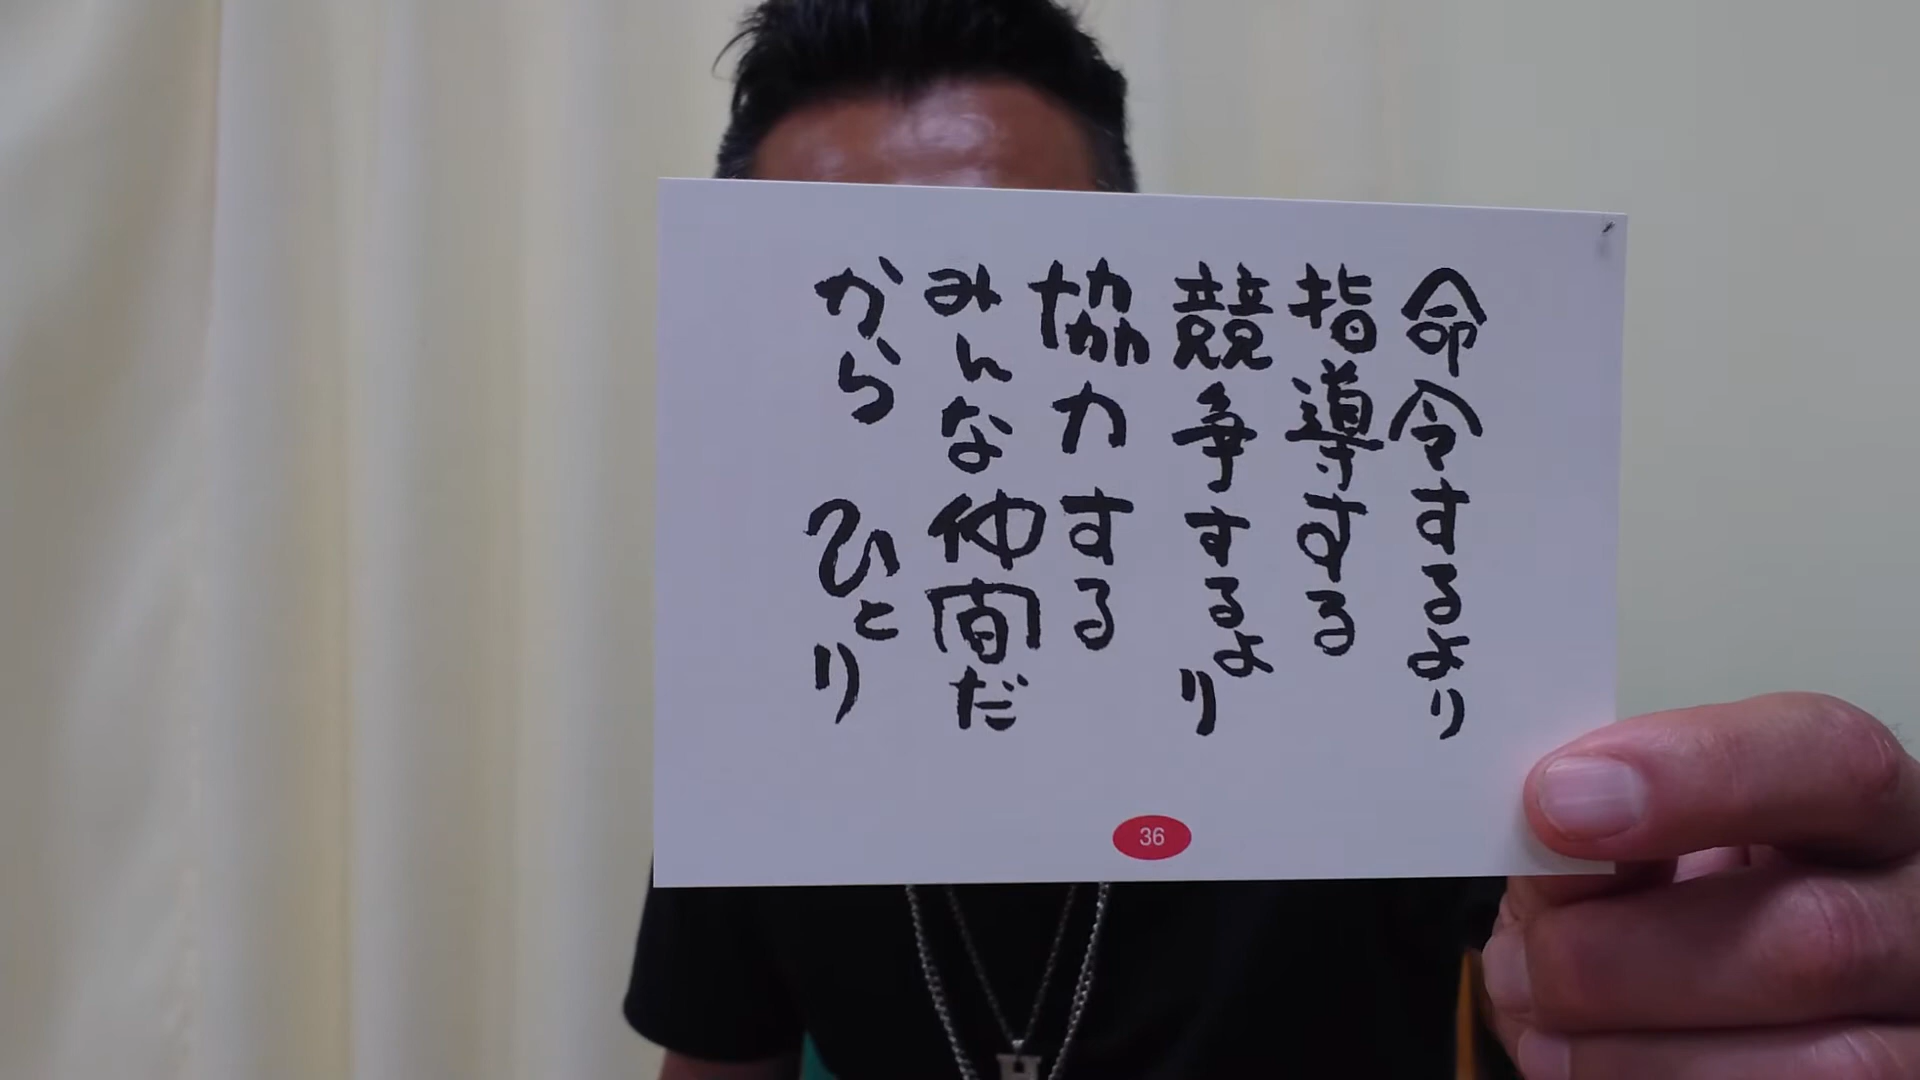 命令するより
指導する
競争するより
協力する
みんな仲間だ
から　ひとり
36